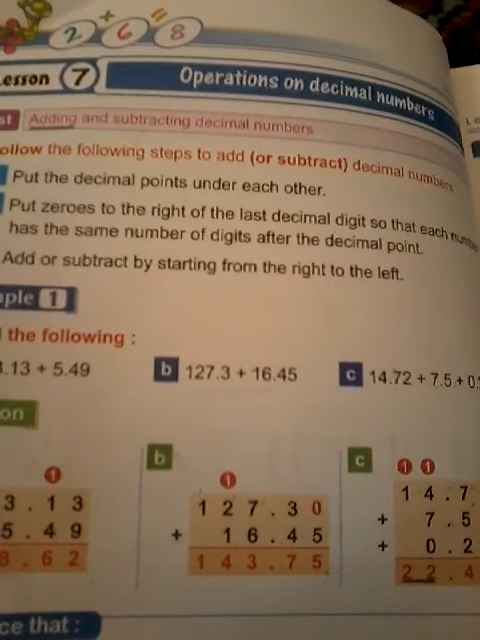 2 + 6 = 8
Lesson 7 Operations on decimal numbers
st Adding and subtracting decimal numbers
ollow the following steps to add (or subtract) decimal numbers
Put the decimal points under each other.
Put zeroes to the right of the last decimal digit so that each num
has the same number of digits after the decimal point.
Add or subtract by starting from the right to the left.
ple 1
the following :
.13 + 5.49 b 127.3 + 16.45 c 14.72 + 7.5 + 0.
on
b c
1 1 1 1
3 . 1 3 1 2 7 . 3 0 1 4 . 7
5 . 4 9 + 1 6 . 4 5 + 7 . 5
+ 0 . 2
8 . 6 2 1 4 3 . 7 5 2 2 . 4
ce that :